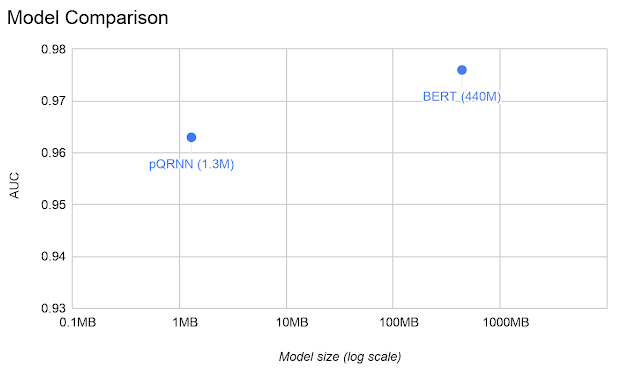 Model Comparison
0.98
0.97
BERT (440M)
0.96
pQRNN (1.3M)
AUC
0.95
0.94
0.93
0.1MB 1MB 10MB 100MB 1000MB
Model size (log scale)